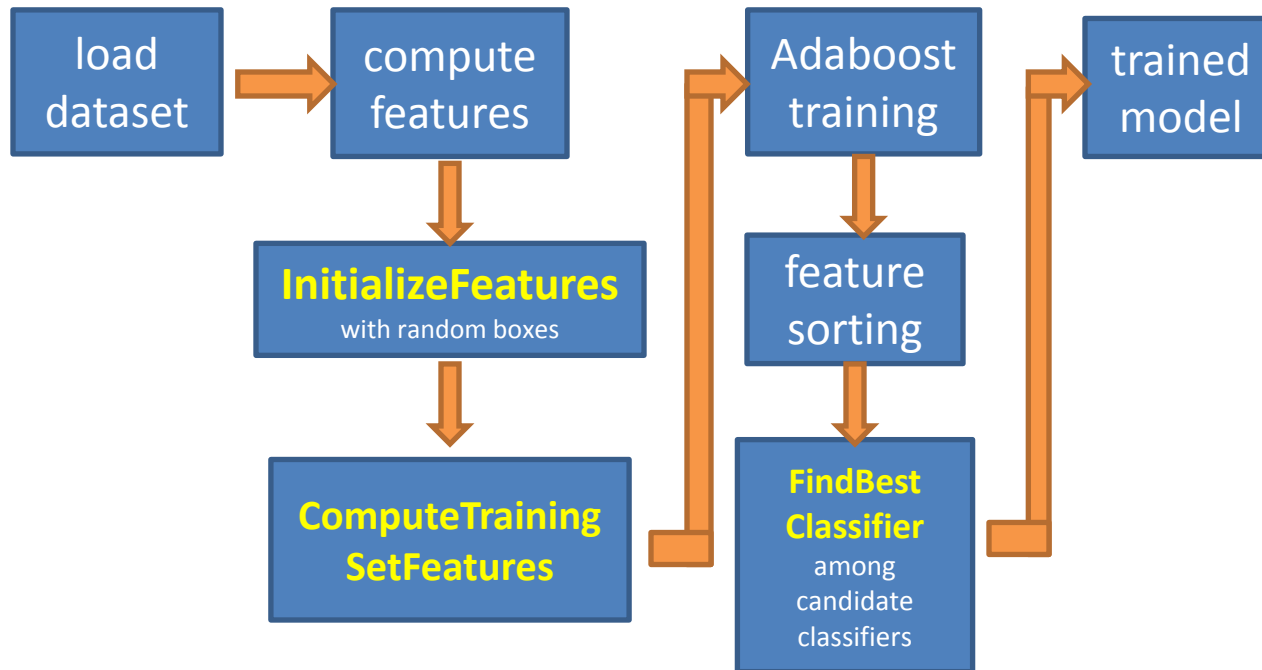 load
dataset
compute
features
InitializeFeatures
with random boxes
ComputeTraining
SetFeatures
Adaboost
training
feature
sorting
FindBest
Classifier
among
candidate
classifiers
trained
model